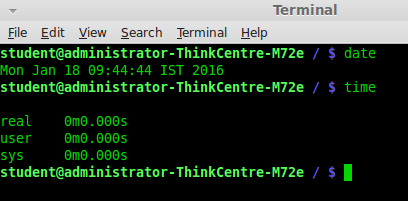 Terminal
File Edit View Search Terminal Help
student@administrator-ThinkCentre-M72e / $ date
Mon Jan 18 09:44:44 IST 2016
student@administrator-ThinkCentre-M72e / $ time
real 0m0.000s
user 0m0.000s
sys 0m0.000s
student@administrator-ThinkCentre-M72e / $